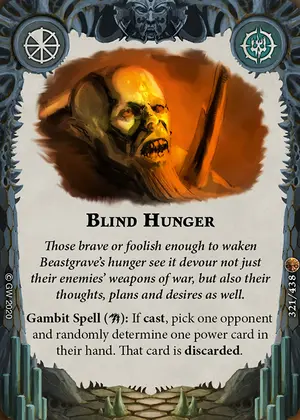 BLIND HUNGER
Those brave or foolish enough to waken
Beastgrave's hunger see it devour not just
their enemies' weapons of war, but also their
thoughts, plans and desires as well.
Gambit Spell (): If cast, pick one opponent
and randomly determine one power card in
their hand. That card is discarded.
© GW 2020
321/438